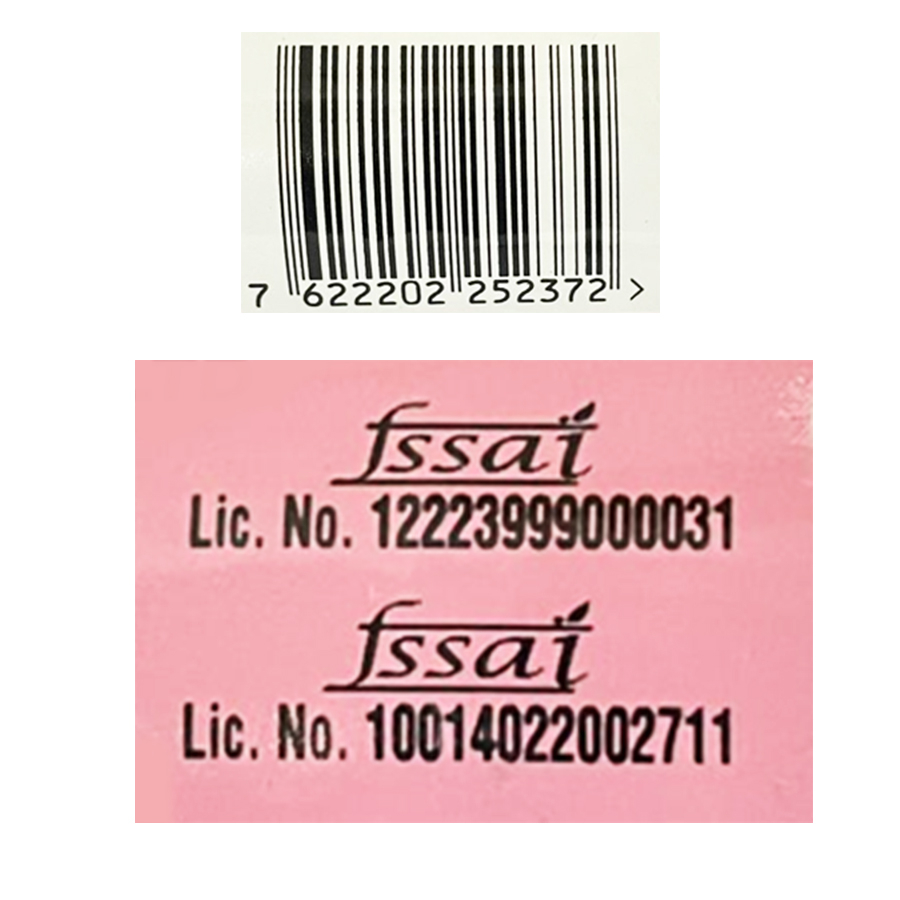 7 622202 252372 >
fssai
Lic. No. 12223999000031
fssai
Lic. No. 10014022002711